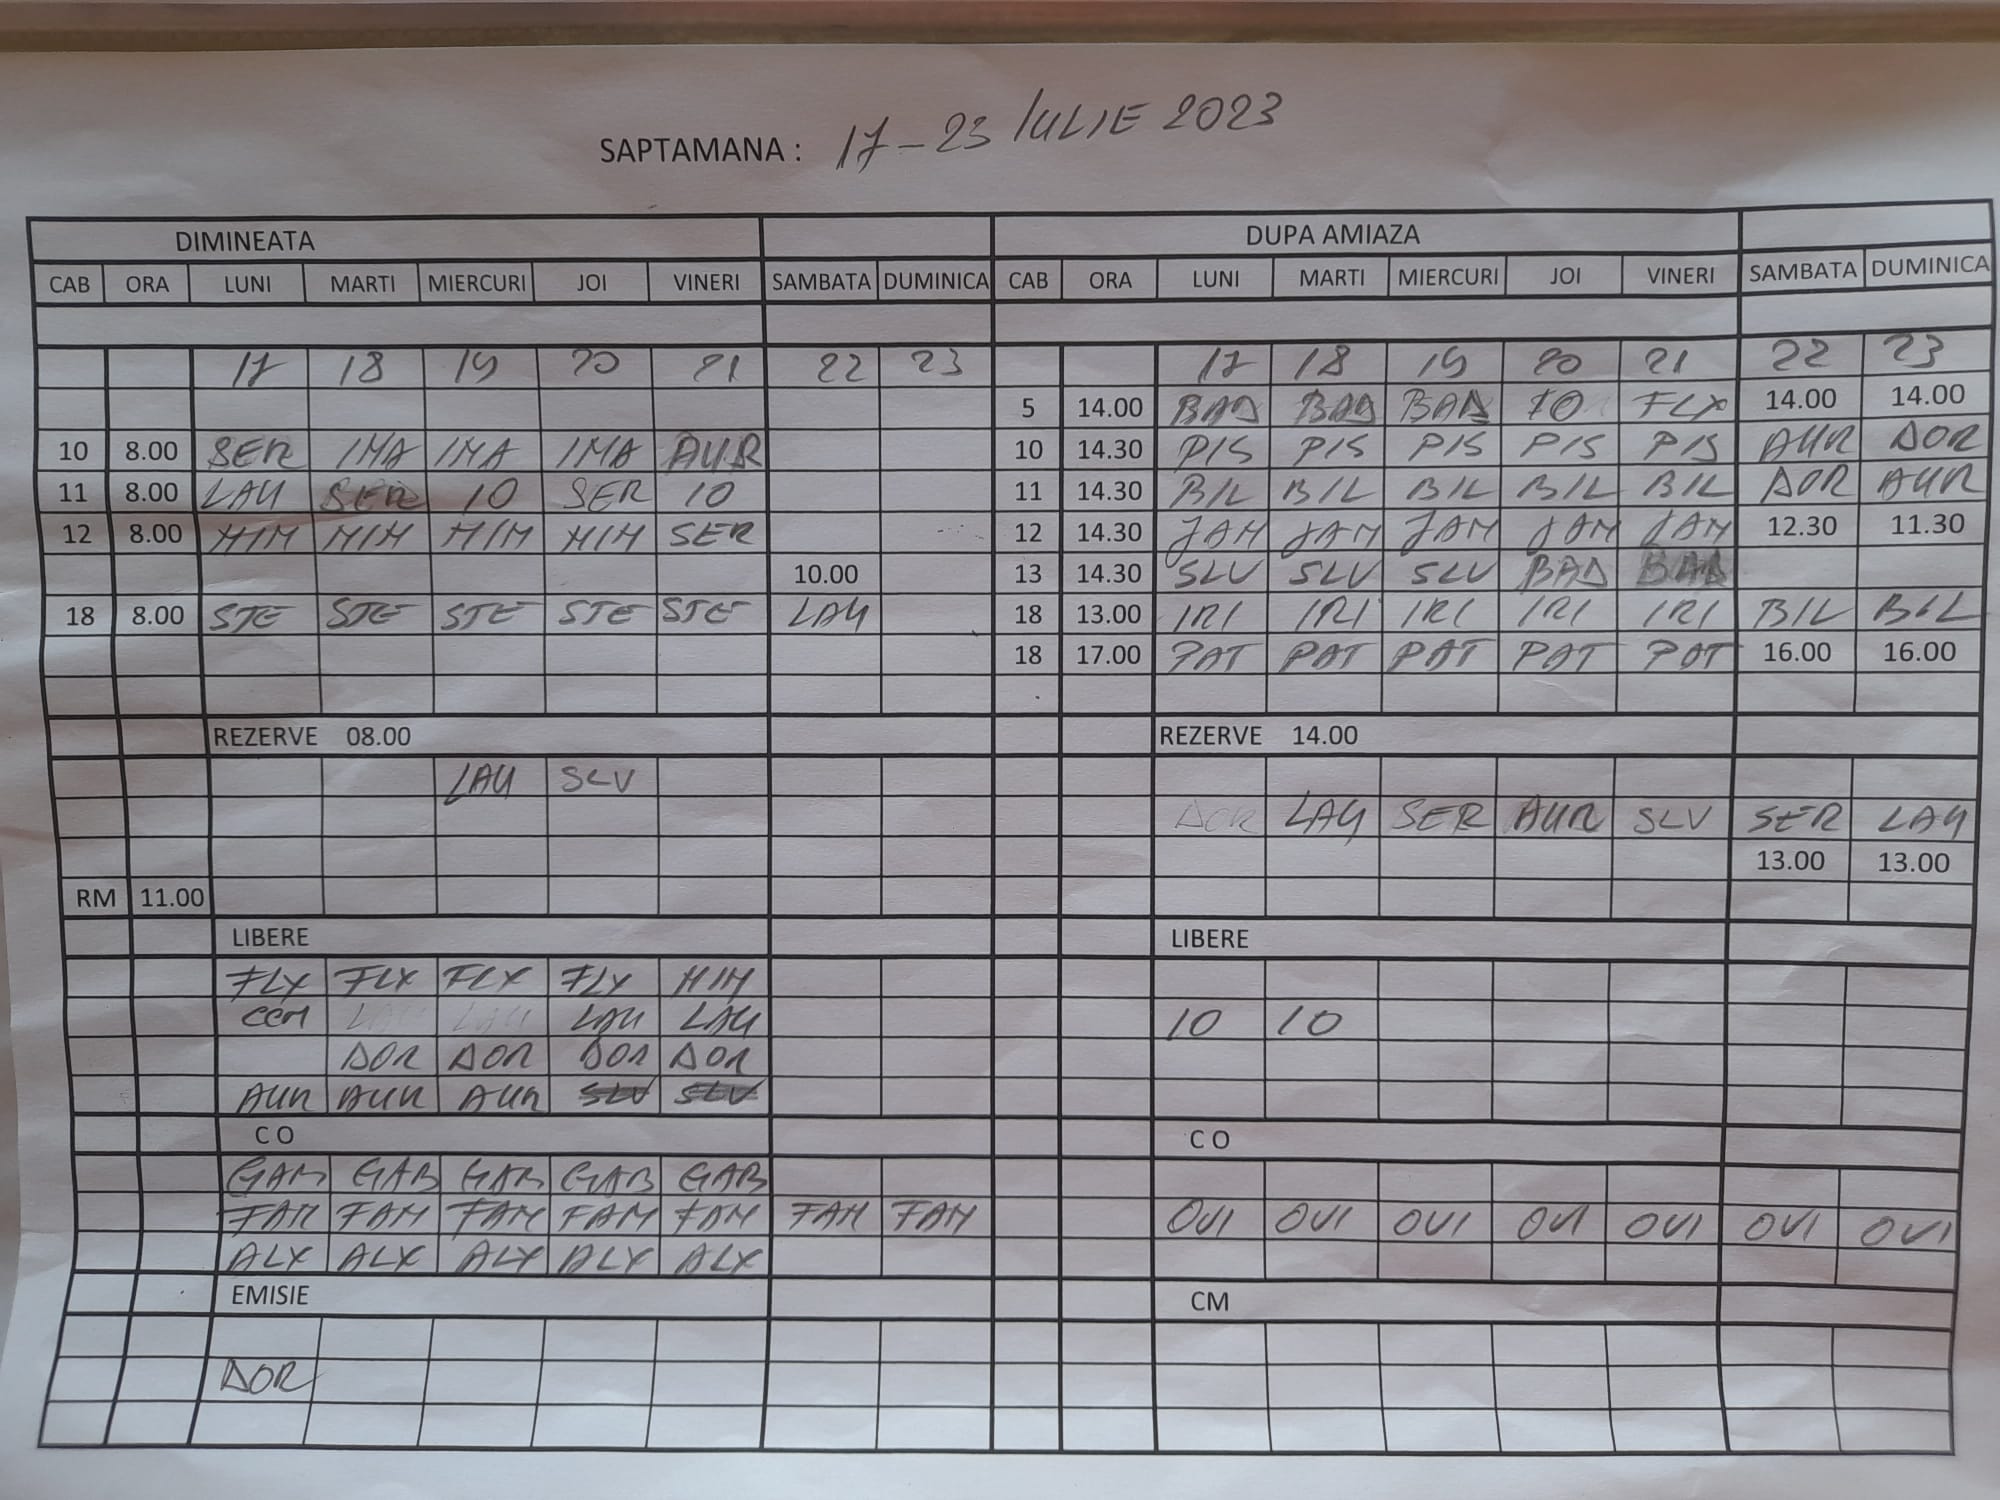 SAPTAMANA : 17-23 IULIE 2023
DIMINEATA DUPA AMIAZA
CAB ORA LUNI MARTI MIERCURI JOI VINERI SAMBATA DUMINICA CAB ORA LUNI MARTI MIERCURI JOI VINERI SAMBATA DUMINICA
17 18 19 20 21 22 23 17 18 19 20 21 22 23
5 14.00 BAD BAD BAD IO FLX 14.00 14.00
10 8.00 SER IMA IMA IMA AUR 10 14.30 PIS PIS PIS PIS PIS AUR DOR
11 8.00 LAU SER IO SER IO 11 14.30 BIL BIL BIL BIL BIL DOR AUR
12 8.00 MIM MIM MIM MIM SER 12 14.30 JAM JAM JAM JAM JAM 12.30 11.30
10.00 13 14.30 SLV SLV SLV BAD BAD
18 8.00 STE STE STE STE STE LAU 18 13.00 IRI IRI IRI IRI IRI BIL BIL
18 17.00 PAT PAT PAT PAT PAT 16.00 16.00
REZERVE 08.00 REZERVE 14.00
LAU SLV
DOR LAU SER AUR SLV SER LAU
13.00 13.00
RM 11.00
LIBERE LIBERE
FLX FLX FLX FLX MIM
CCM LAU LAU LAU LAU IO IO
DOR DOR DOR DOR
AUR AUR AUR SLV SLV
C O C O
GAB GAB GAB GAB GAB
FAM FAM FAM FAM FAM FAM FAM OVI OVI OVI OVI OVI OVI OVI
ALX ALX ALX ALX ALX
EMISIE CM
DOR